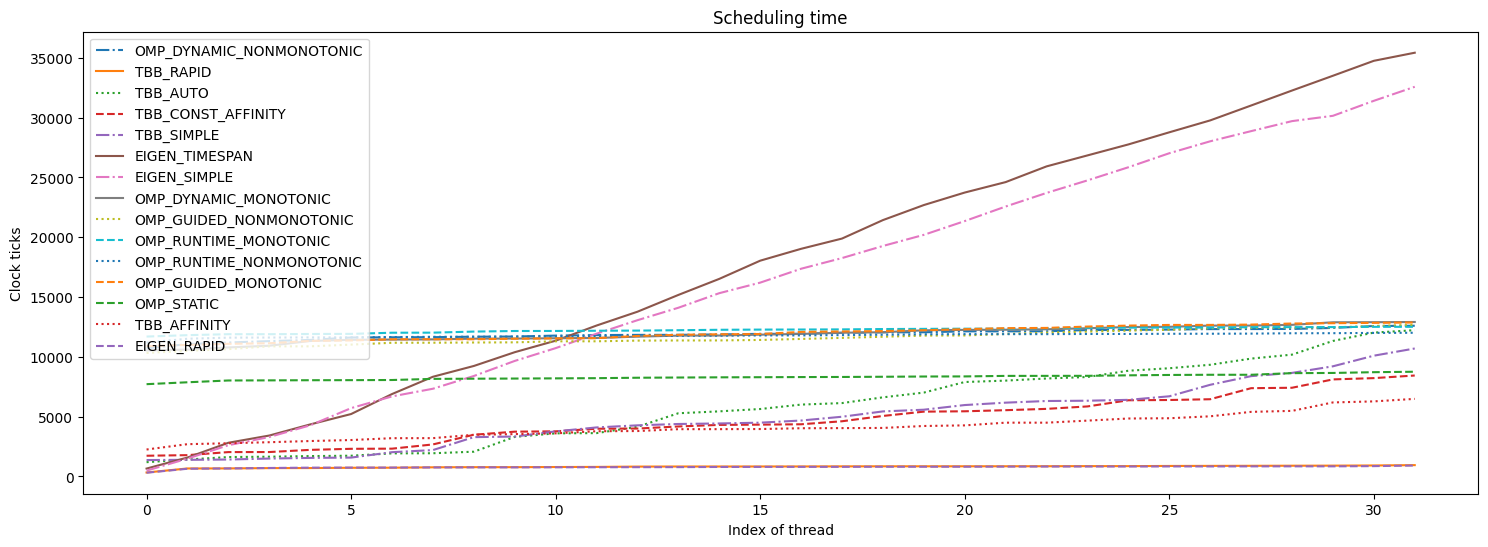 Scheduling time
OMP_DYNAMIC_NONMONOTONIC
TBB_RAPID
TBB_AUTO
TBB_CONST_AFFINITY
TBB_SIMPLE
EIGEN_TIMESPAN
EIGEN_SIMPLE
OMP_DYNAMIC_MONOTONIC
OMP_GUIDED_NONMONOTONIC
OMP_RUNTIME_MONOTONIC
OMP_RUNTIME_NONMONOTONIC
OMP_GUIDED_MONOTONIC
OMP_STATIC
TBB_AFFINITY
EIGEN_RAPID
Clock ticks
35000
30000
25000
20000
15000
10000
5000
0
0 5 10 15 20 25 30
Index of thread